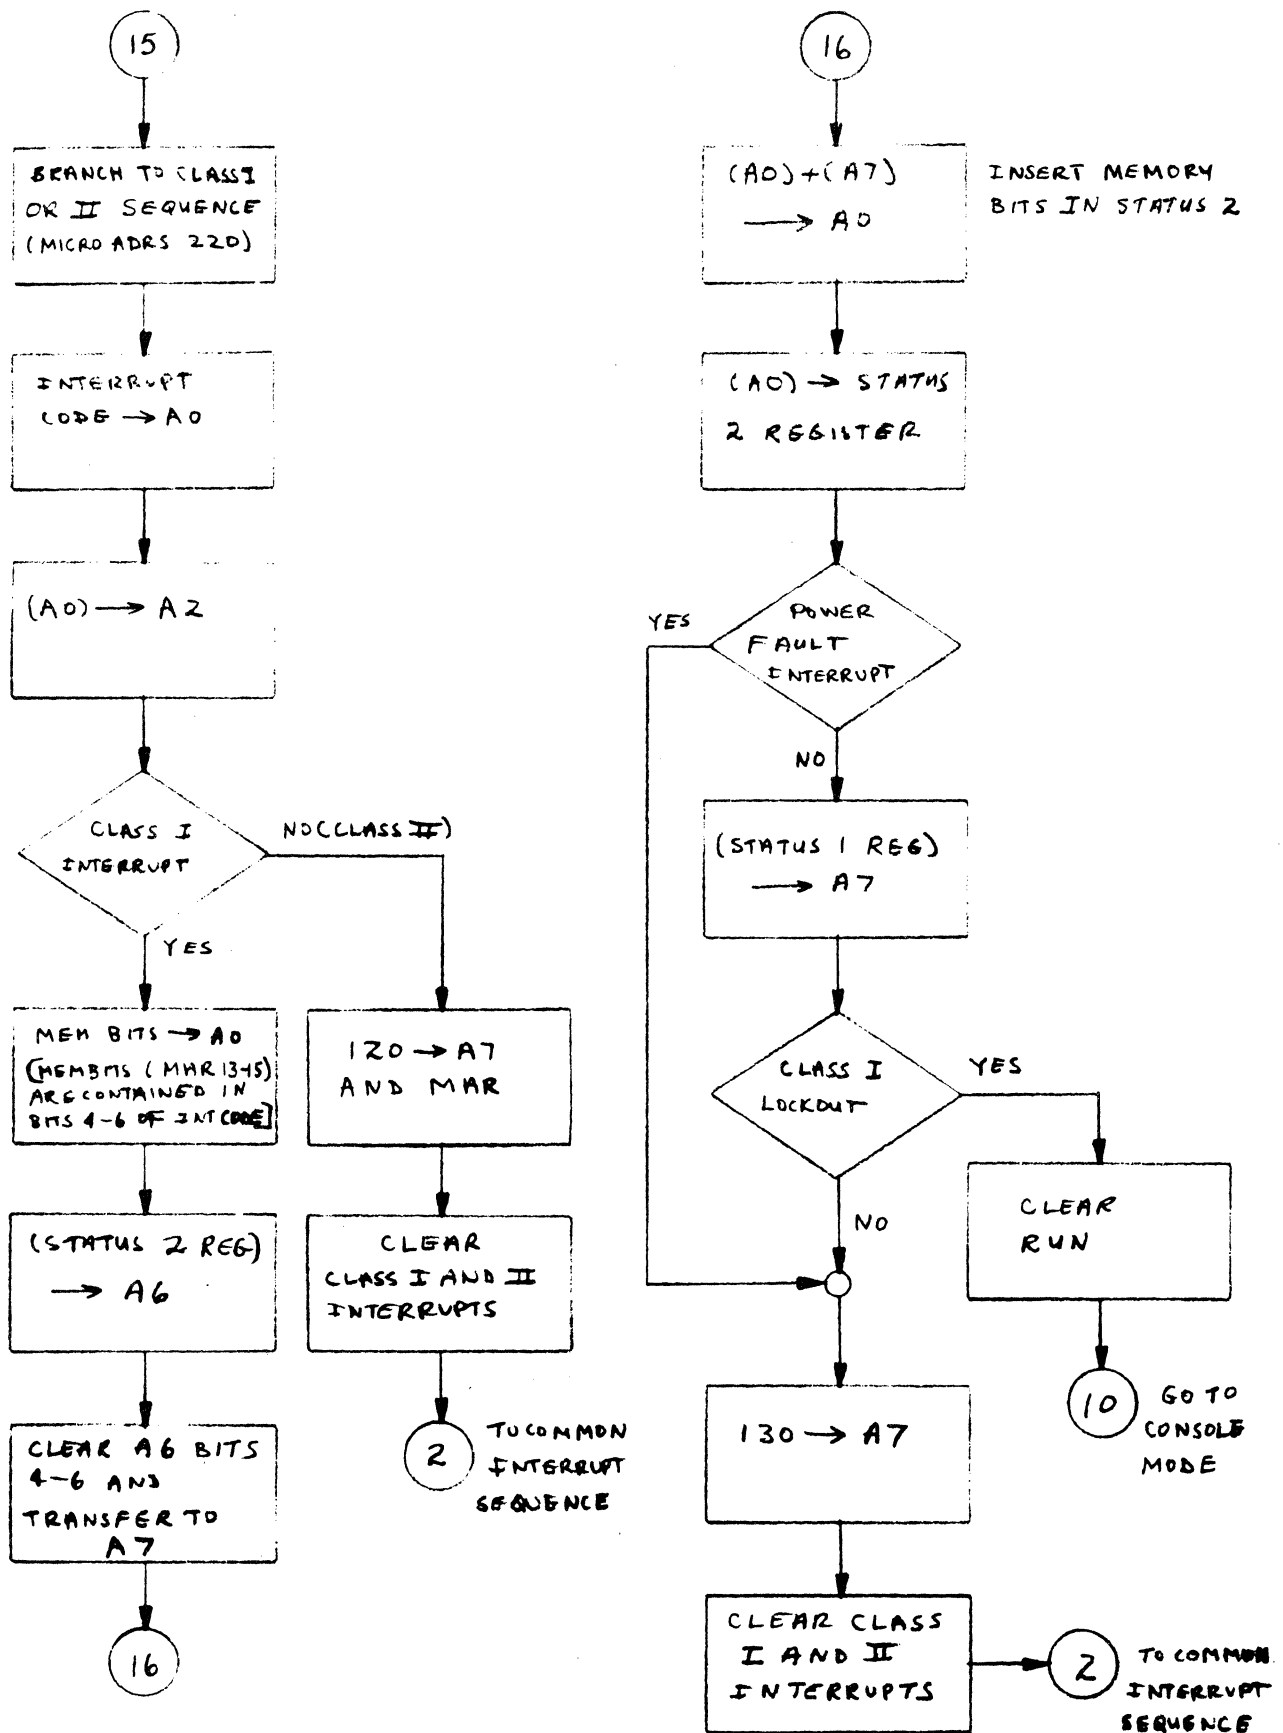 15
BRANCH TO CLASS I
OR II SEQUENCE
(MICRO ADRS 220)
INTERRUPT
CODE → A0
(A0) → A2
CLASS I
INTERRUPT
NO (CLASS II)
YES
MEM BITS → A0
(MEMBITS (MAR 13-15)
ARE CONTAINED IN
BITS 4-6 OF INT CODE]
120 → A7
AND MAR
(STATUS 2 REG)
→ A6
CLEAR
CLASS I AND II
INTERRUPTS
CLEAR A6 BITS
4-6 AND
TRANSFER TO
A7
2
TO COMMON
INTERRUPT
SEQUENCE
16
16
(A0) + (A7)
→ A0
INSERT MEMORY
BITS IN STATUS 2
(A0) → STATUS
2 REGISTER
POWER
FAULT
INTERRUPT
YES
NO
(STATUS 1 REG)
→ A7
CLASS I
LOCKOUT
YES
NO
CLEAR
RUN
10
GO TO
CONSOLE
MODE
130 → A7
CLEAR CLASS
I AND II
INTERRUPTS
2
TO COMMON
INTERRUPT
SEQUENCE